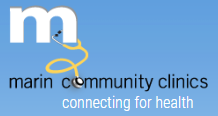 m
marin community clinics
connecting for health